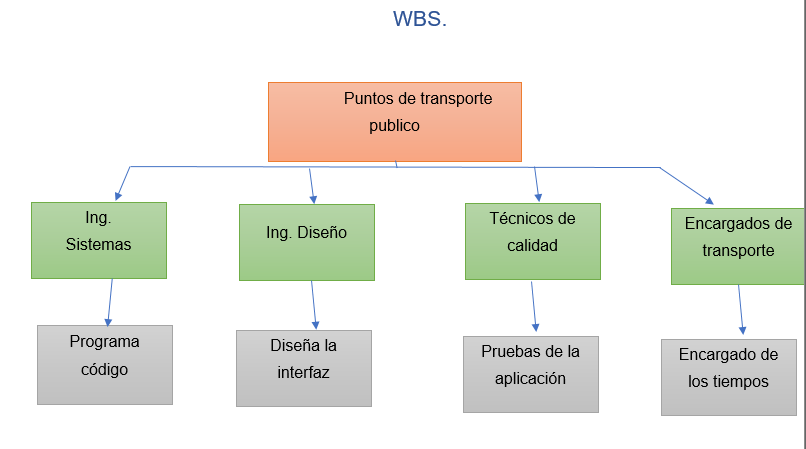 WBS.
Puntos de transporte
publico
Ing.
Sistemas
Ing. Diseño
Técnicos de
calidad
Encargados de
transporte
Programa
código
Diseña la
interfaz
Pruebas de la
aplicación
Encargado de
los tiempos